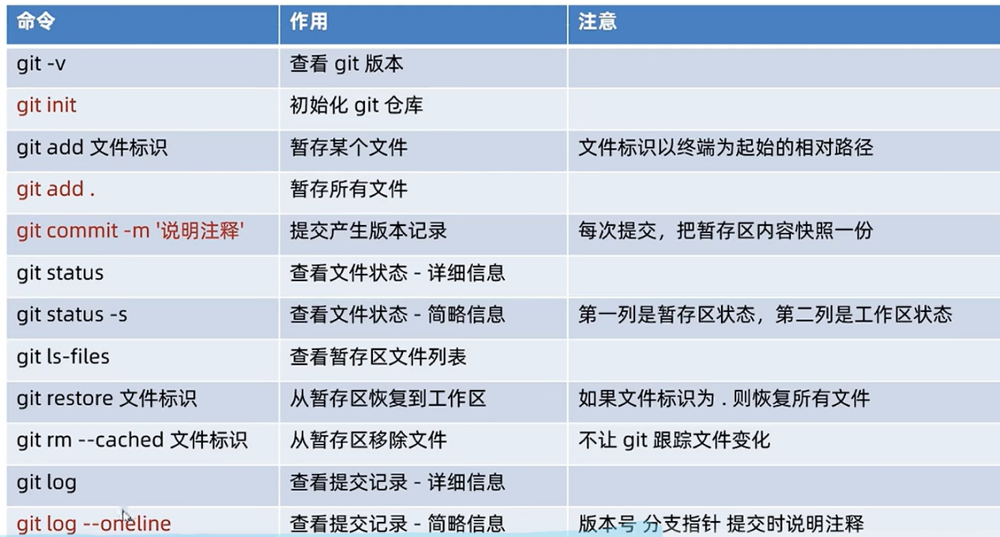 命令 作用 注意
git -v 查看 git 版本
git init 初始化 git 仓库
git add 文件标识 暂存某个文件 文件标识以终端为起始的相对路径
git add . 暂存所有文件
git commit -m '说明注释' 提交产生版本记录 每次提交，把暂存区内容快照一份
git status 查看文件状态 - 详细信息
git status -s 查看文件状态 - 简略信息 第一列是暂存区状态，第二列是工作区状态
git ls-files 查看暂存区文件列表
git restore 文件标识 从暂存区恢复到工作区 如果文件标识为 . 则恢复所有文件
git rm --cached 文件标识 从暂存区移除文件 不让 git 跟踪文件变化
git log 查看提交记录 - 详细信息
git log --oneline 查看提交记录 - 简略信息 版本号 分支指针 提交时说明注释